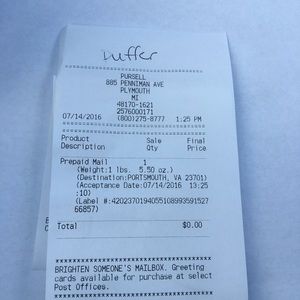 Duffer
PURSELL
885 PENNIMAN AVE
PLYMOUTH
MI
48170-1621
2576000171
07/14/2016 (800)275-8777 1:25 PM
Product Sale Final
Description Qty Price
Prepaid Mail 1
(Weight:1 lbs. 5.50 oz.)
(Destination:PORTSMOUTH, VA 23701)
(Acceptance Date:07/14/2016 13:25
:10)
(Label #:420237019405510899359152​7
66857)
Total $0.00
BRIGHTEN SOMEONE'S MAILBOX. Greeting
cards available for purchase at select
Post Offices.